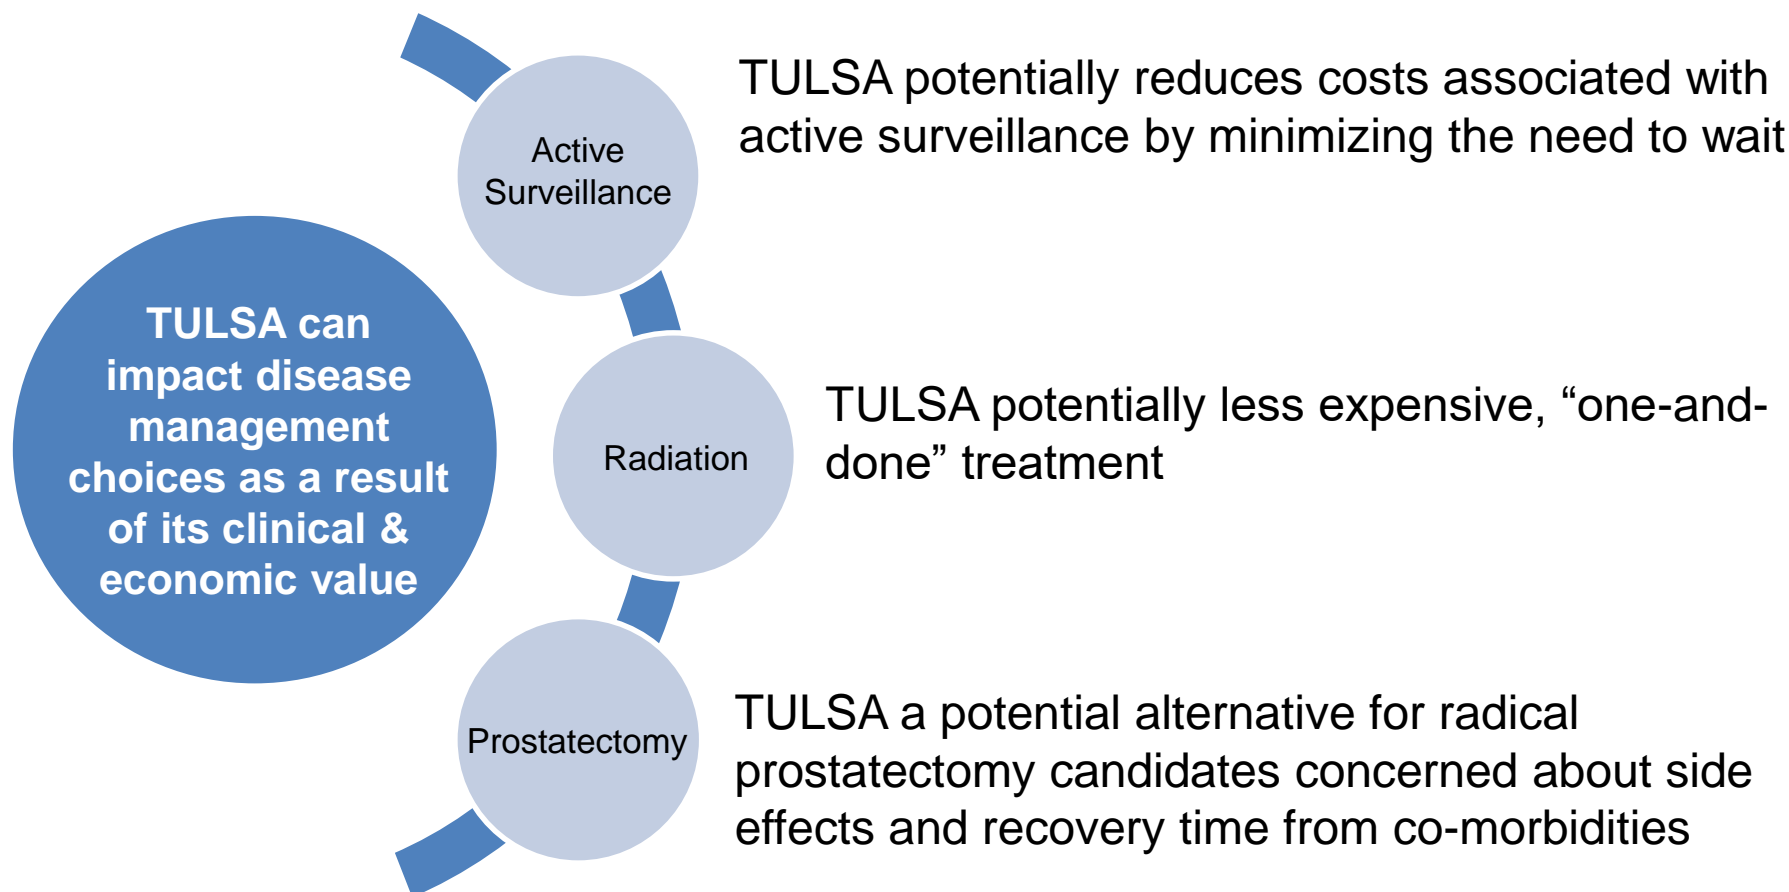 Active
Surveillance
TULSA potentially reduces costs associated with
active surveillance by minimizing the need to wait
TULSA can
impact disease
management
choices as a result
of its clinical &
economic value
Radiation
TULSA potentially less expensive, “one-and-
done” treatment
Prostatectomy
TULSA a potential alternative for radical
prostatectomy candidates concerned about side
effects and recovery time from co-morbidities